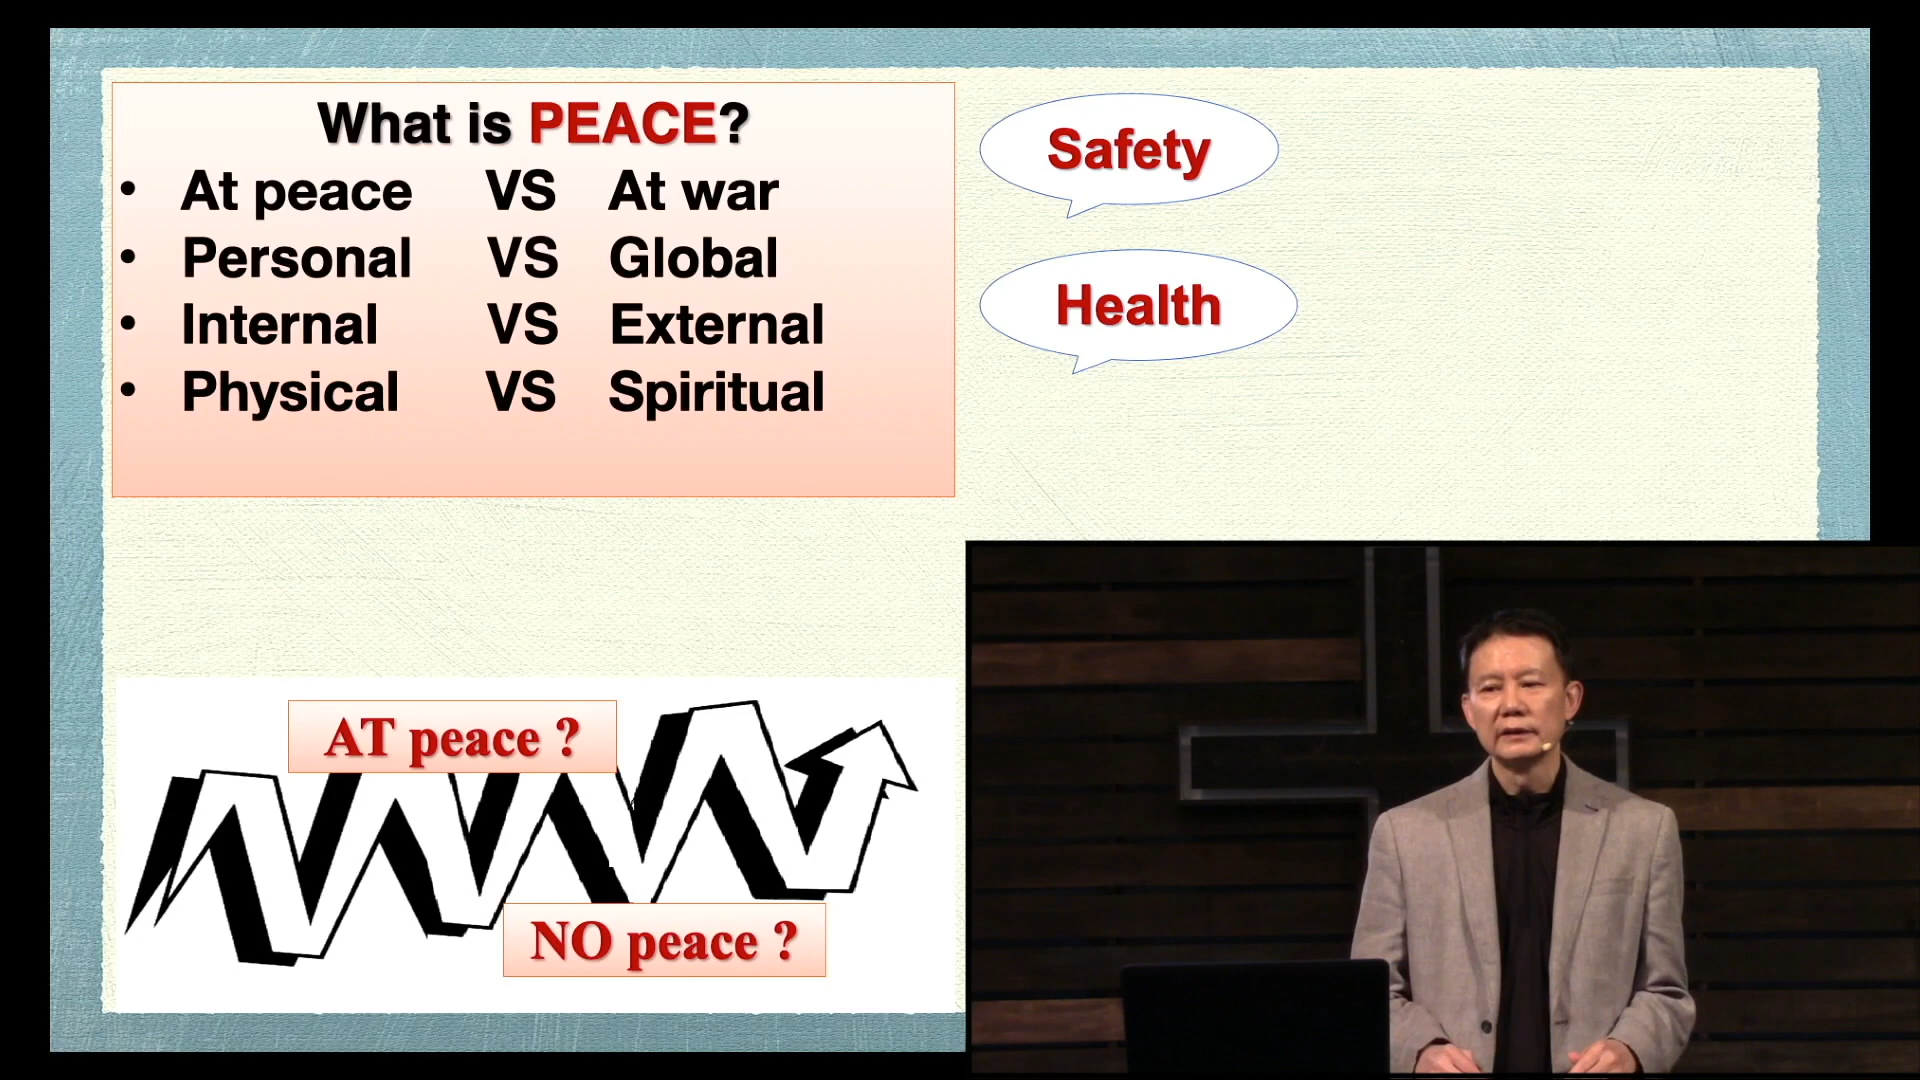 What is PEACE?
• At peace VS At war
• Personal VS Global
• Internal VS External
• Physical VS Spiritual
Safety
Health
AT peace ?
NO peace ?